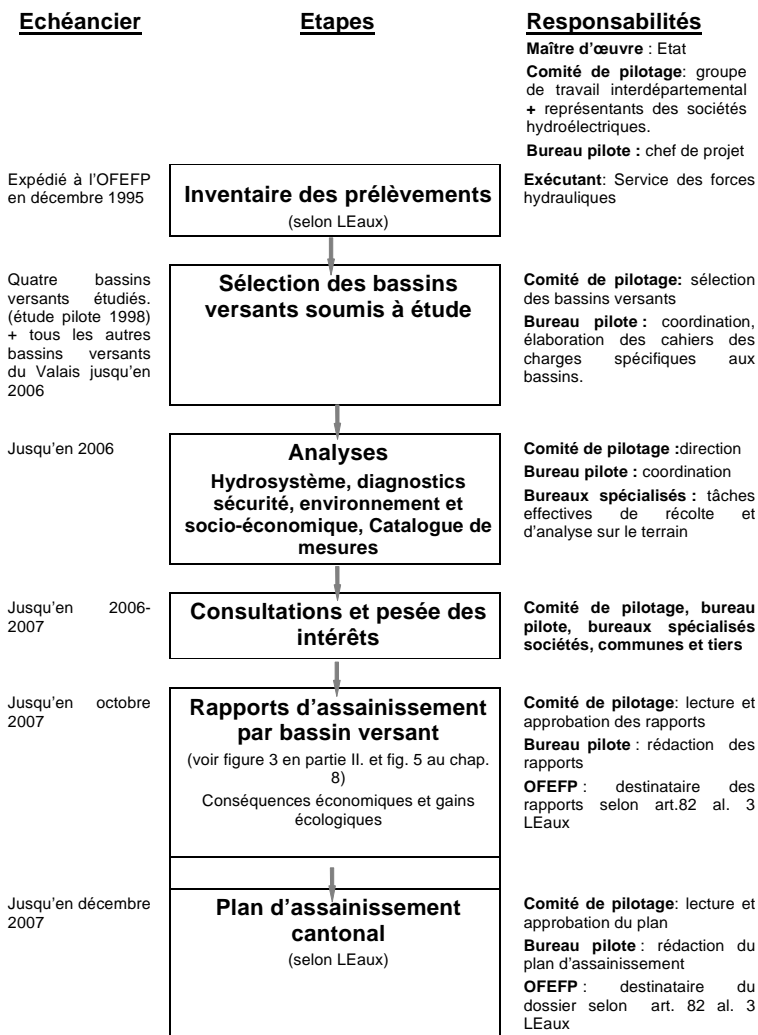 Echéancier
Etapes
Responsabilités
Maître d'œuvre : Etat
Comité de pilotage: groupe
de travail interdépartemental
+ représentants des sociétés
hydroélectriques.
Bureau pilote : chef de projet
Expédié à l'OFEFP
en décembre 1995
Inventaire des prélèvements
(selon LEaux)
Exécutant: Service des forces
hydrauliques
Quatre bassins
versants étudiés.
(étude pilote 1998)
+ tous les autres
bassins versants
du Valais jusqu'en
2006
Sélection des bassins
versants soumis à étude
Comité de pilotage: sélection
des bassins versants
Bureau pilote : coordination,
élaboration des cahiers des
charges spécifiques aux
bassins.
Jusqu'en 2006
Analyses
Hydrosystème, diagnostics
sécurité, environnement et
socio-économique, Catalogue de
mesures
Comité de pilotage :direction
Bureau pilote : coordination
Bureaux spécialisés : tâches
effectives de récolte et
d'analyse sur le terrain
Jusqu'en 2006-
2007
Consultations et pesée des
intérêts
Comité de pilotage, bureau
pilote, bureaux spécialisés
sociétés, communes et tiers
Jusqu'en octobre
2007
Rapports d'assainissement
par bassin versant
(voir figure 3 en partie II. et fig. 5 au chap.
8)
Conséquences économiques et gains
écologiques
Comité de pilotage: lecture et
approbation des rapports
Bureau pilote : rédaction des
rapports
OFEFP : destinataire des
rapports selon art.82 al. 3
LEaux
Jusqu'en décembre
2007
Plan d'assainissement
cantonal
(selon LEaux)
Comité de pilotage: lecture et
approbation du plan
Bureau pilote : rédaction du
plan d'assainissement
OFEFP : destinataire du
dossier selon art. 82 al. 3
LEaux